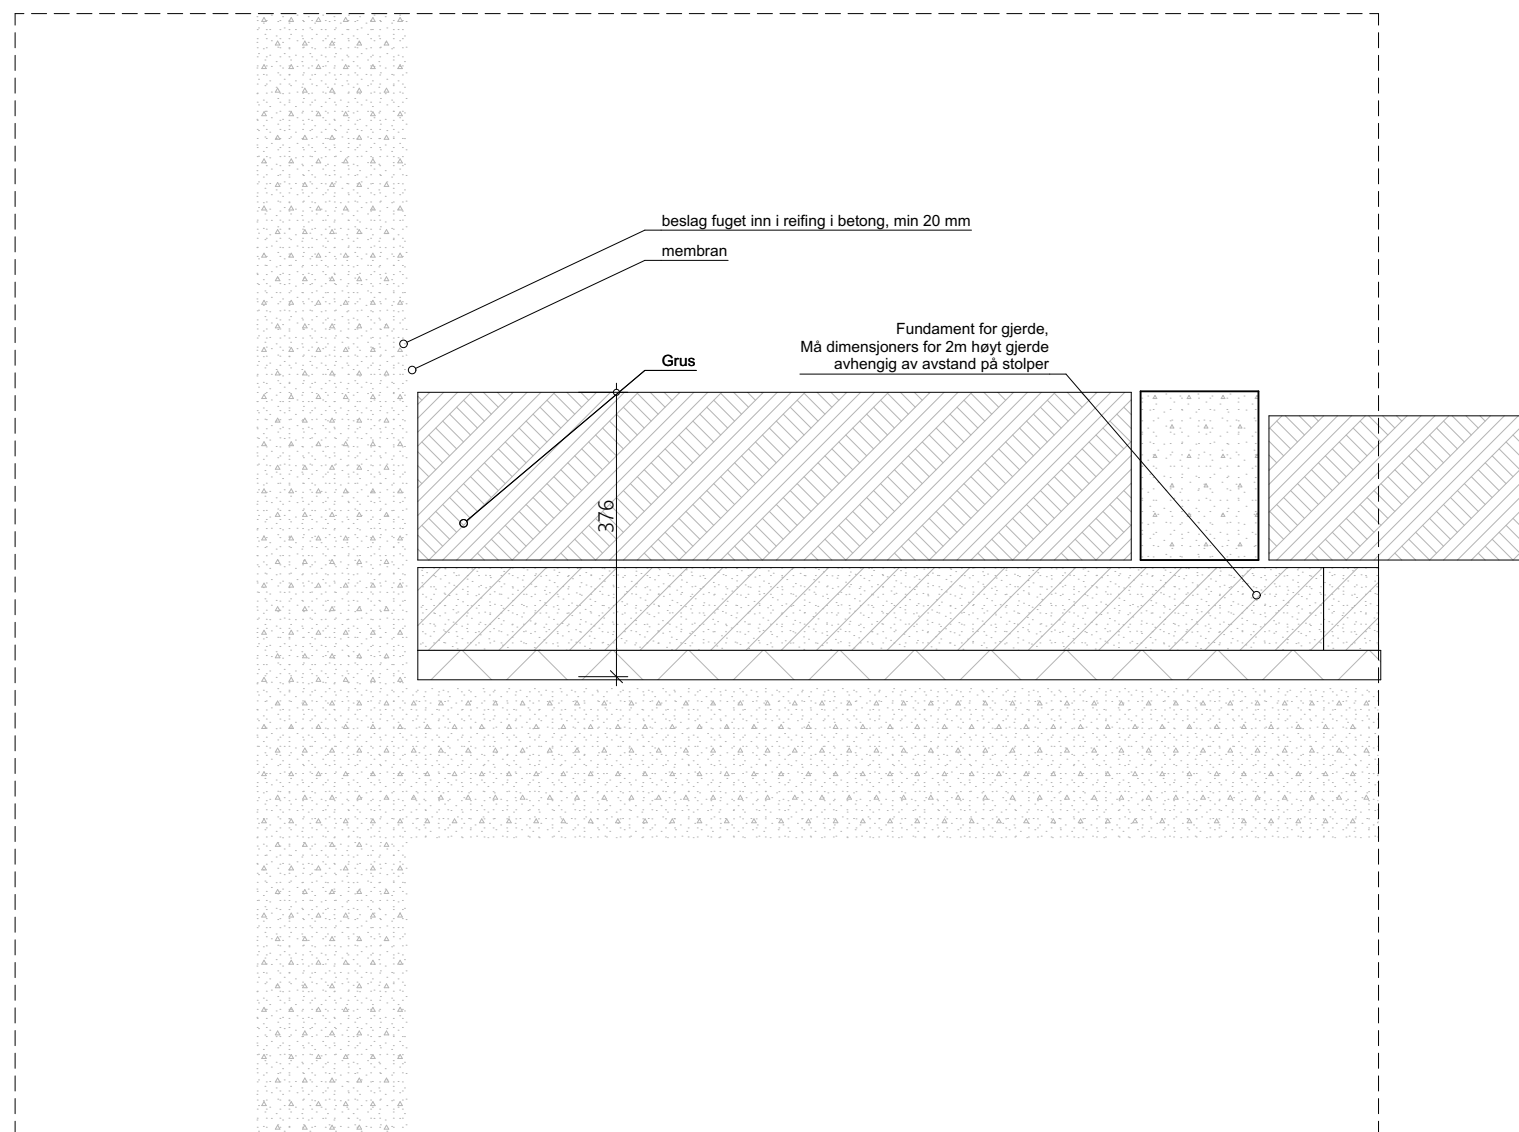 beslag fuget inn i reifing i betong, min 20 mm
membran
Fundament for gjerde,
Må dimensjoners for 2m høyt gjerde
avhengig av avstand på stolper
Grus
376